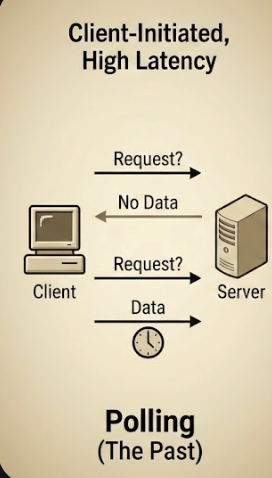 Client-Initiated,
High Latency
Request?
No Data
Request?
Client
Server
Data
Polling
(The Past)